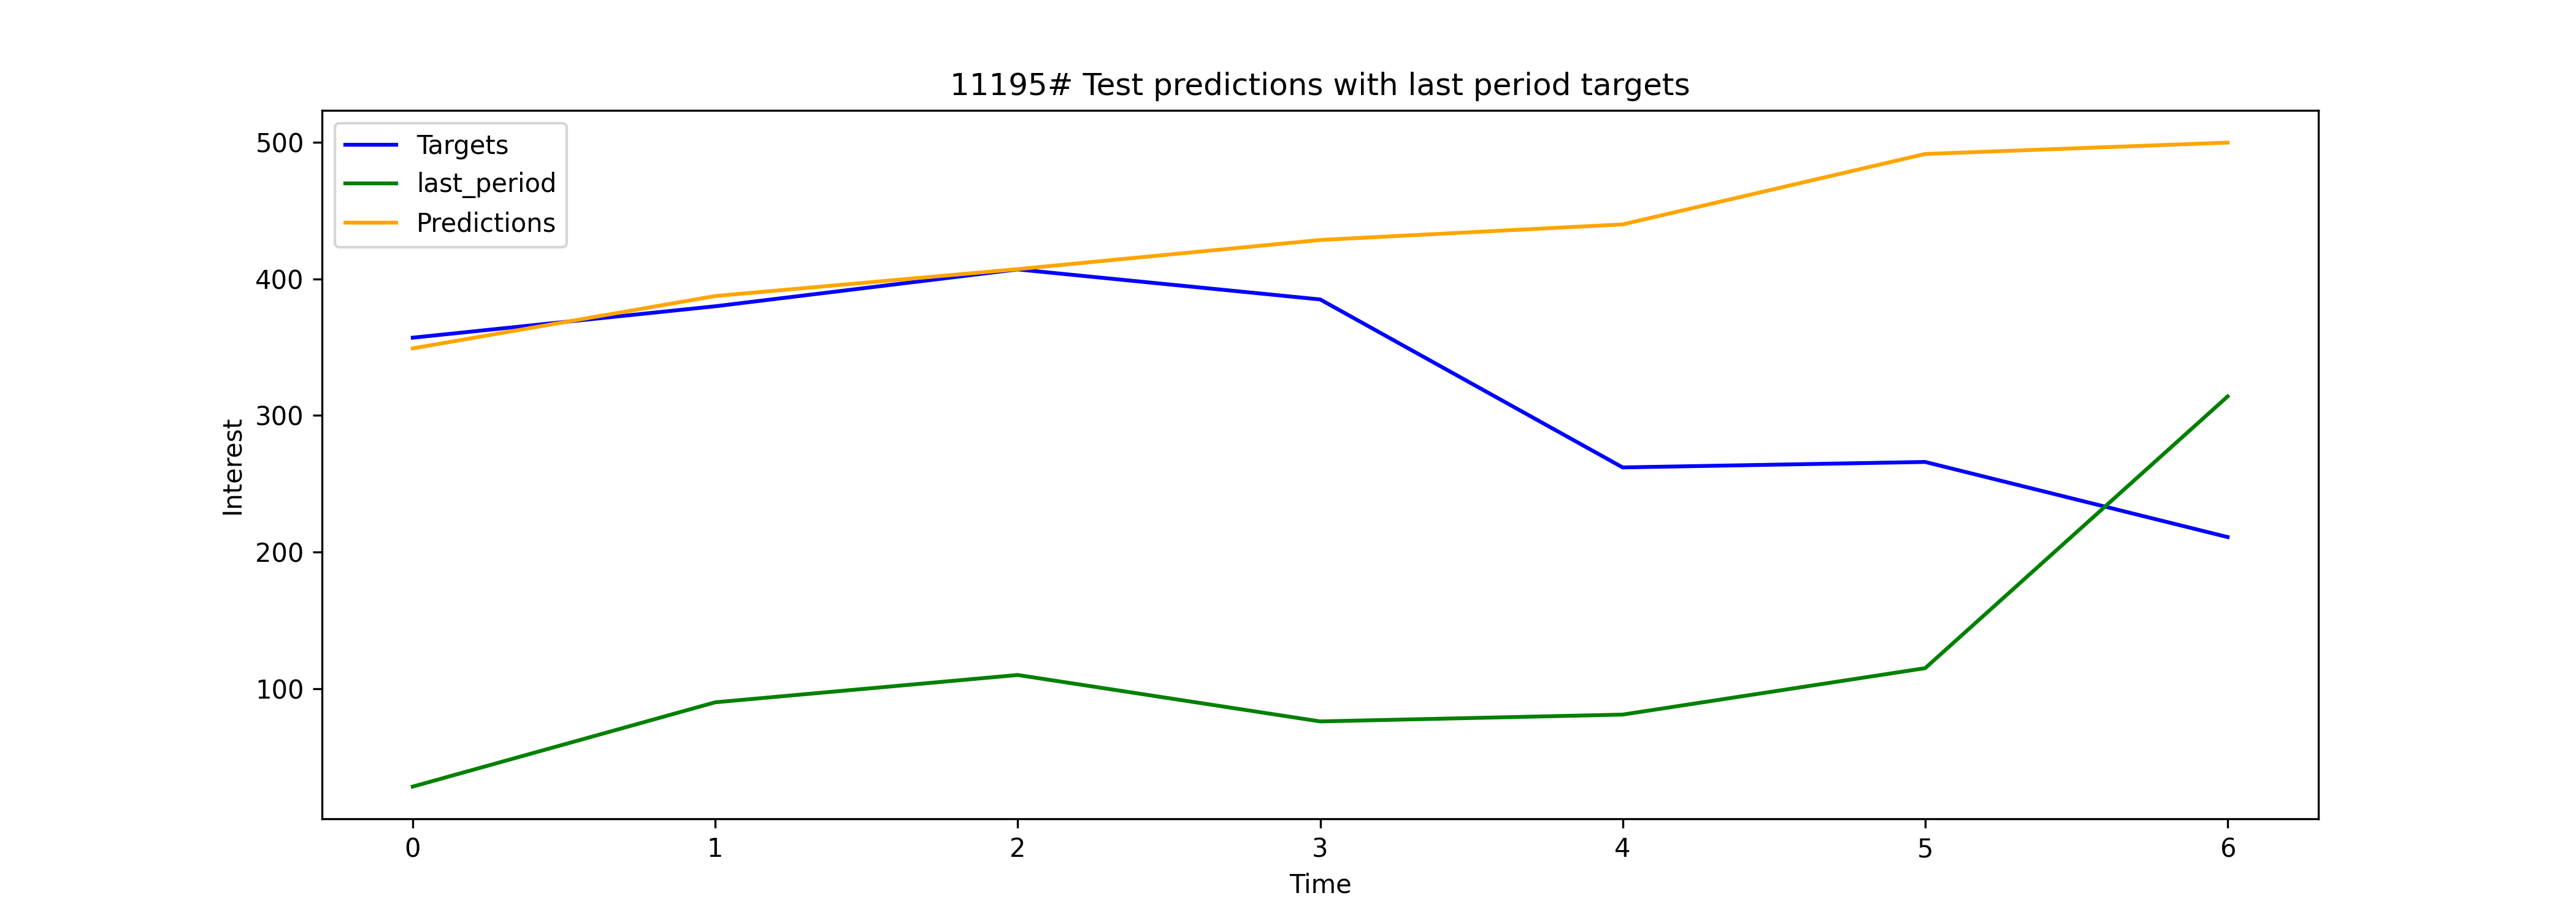 11195# Test predictions with last period targets
Targets
last_period
Predictions
500
400
300
200
100
Interest
0 1 2 3 4 5 6
Time